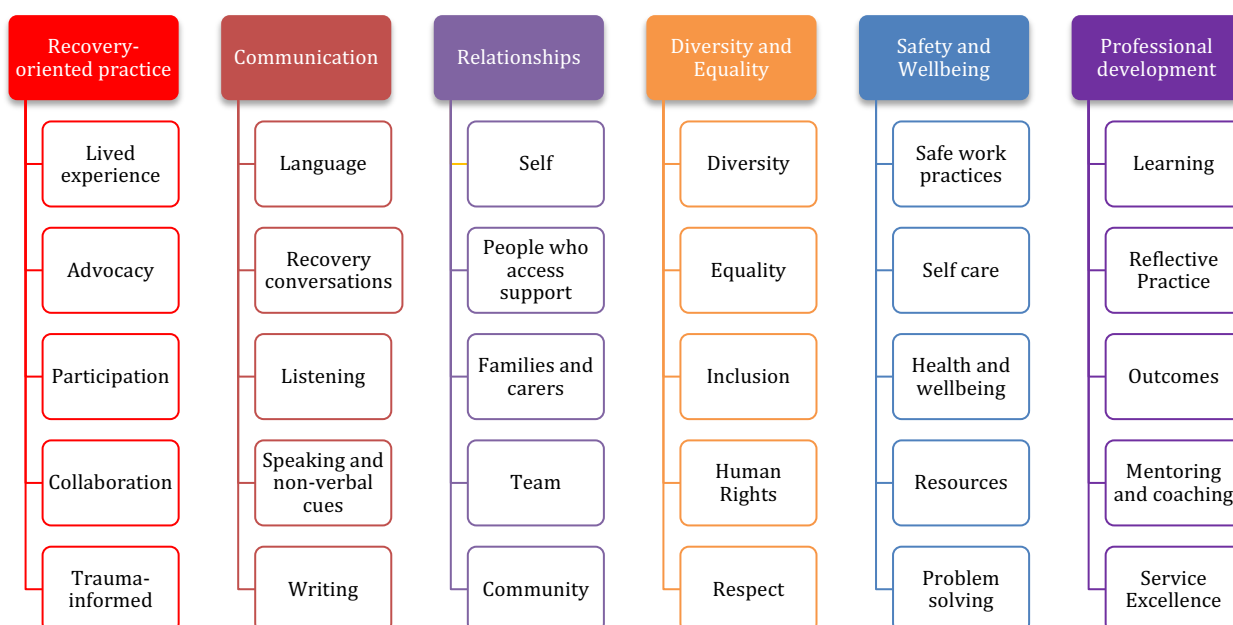 Recovery-
oriented practice
Lived
experience
Advocacy
Participation
Collaboration
Trauma-
informed
Communication
Language
Recovery
conversations
Listening
Speaking and
non-verbal
cues
Writing
Relationships
Self
People who
access
support
Families and
carers
Team
Community
Diversity and
Equality
Diversity
Equality
Inclusion
Human
Rights
Respect
Safety and
Wellbeing
Safe work
practices
Self care
Health and
wellbeing
Resources
Problem
solving
Professional
development
Learning
Reflective
Practice
Outcomes
Mentoring
and coaching
Service
Excellence